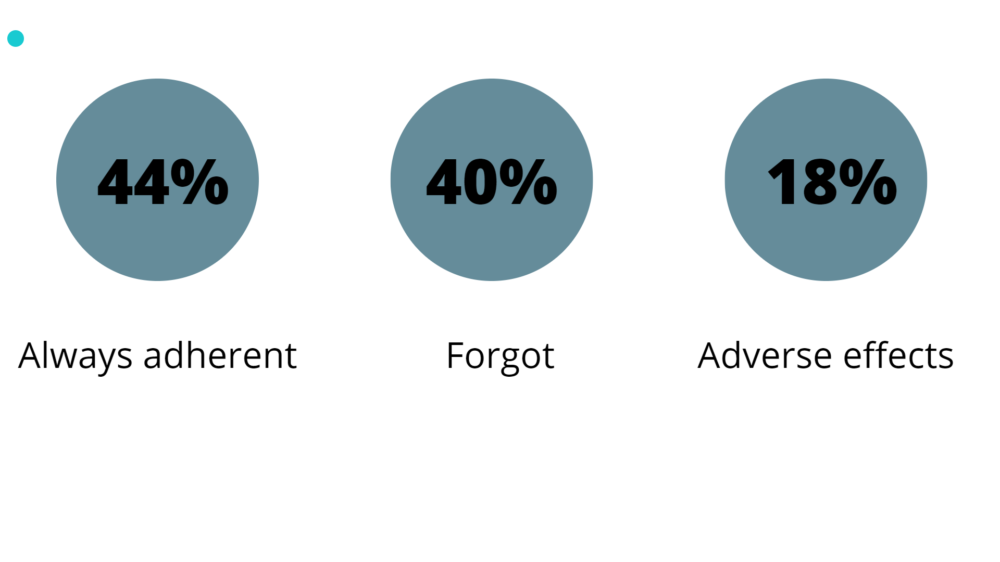 44%
40%
18%
Always adherent
Forgot
Adverse effects